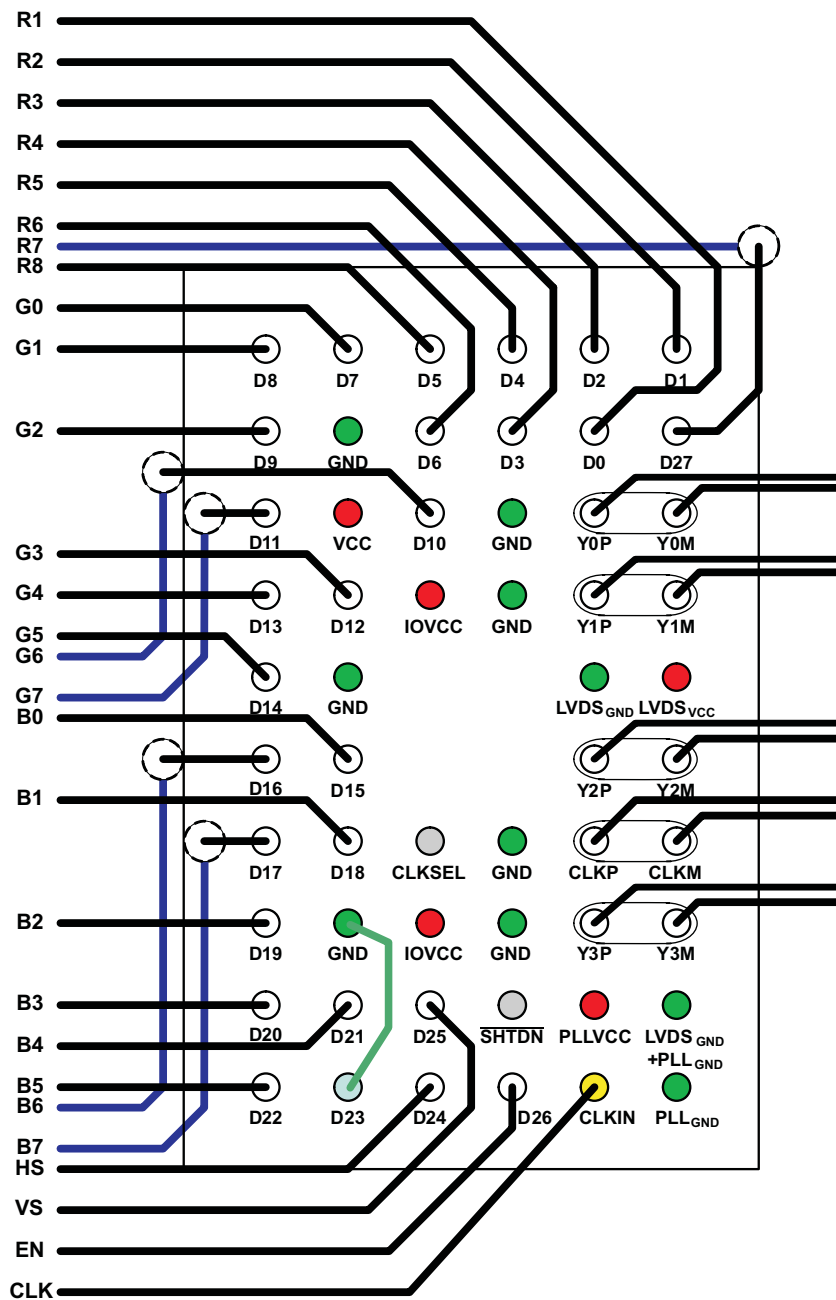 R1
R2
R3
R4
R5
R6
R7
R8
G0
G1
D8 D7 D5 D4 D2 D1
G2
D9 GND D6 D3 D0 D27
D11 VCC D10 GND Y0P Y0M
G3
G4
D13 D12 IOVCC GND Y1P Y1M
G5
G6
G7
D14 GND LVDSGND LVDSVCC
B0
D16 D15 Y2P Y2M
B1
D17 D18 CLKSEL GND CLKP CLKM
B2
D19 GND IOVCC GND Y3P Y3M
B3
D20 D21 D25 SHTDN PLLVCC LVDSGND
+PLLGND
B4
B5
B6
D22 D23 D24 D26 CLKIN PLLGND
B7
HS
VS
EN
CLK